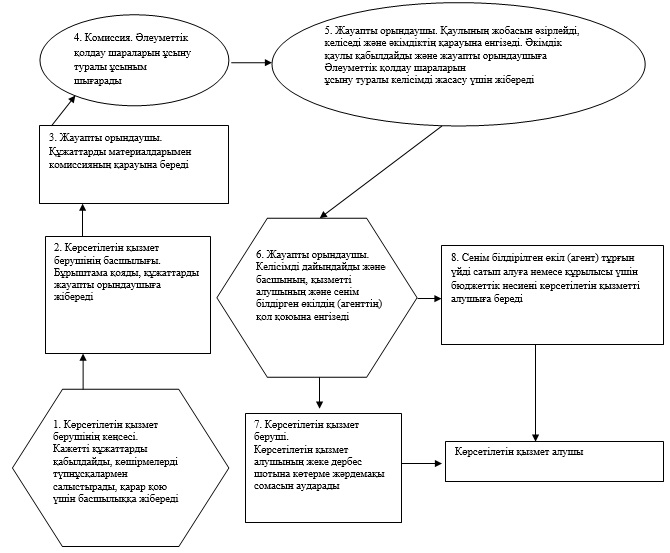 4. Комиссия. Әлеуметтік
қолдау шараларын ұсыну
туралы ұсыным
шығарады
5. Жауапты орындаушы. Қаулының жобасын әзірлейді,
келіседі және әкімдіктің қарауына енгізеді. Әкімдік
қаулы қабылдайды және жауапты орындаушыға
Әлеуметтік қолдау шараларын
ұсыну туралы келісімді жасасу үшін жібереді
3. Жауапты орындаушы.
Құжаттарды материалдарымен
комиссияның қарауына береді
2. Көрсетілетін қызмет
берушінің басшылығы.
Бұрыштама қояды, құжаттарды
жауапты орындаушыға
жібереді
6. Жауапты орындаушы.
Келісімді дайындайды және
басшының, қызметті
алушының және сенім
білдірген өкілдің (агенттің)
қол қоюына енгізеді
8. Сенім білдірілген өкіл (агент) тұрғын
үйді сатып алуға немесе құрылысы үшін
бюджеттік несиені көрсетілетін қызметті
алушыға береді
1. Көрсетілетін қызмет
берушінің кеңсесі.
Кажетті құжаттарды
қабылдайды, көшірмелерді
түпнұсқалармен
салыстырады, қарар қою
үшін басшылыққа жібереді
7. Көрсетілетін қызмет
беруші.
Көрсетілетін қызмет
алушының жеке дербес
шотына көтерме жәрдемақы
сомасын аударады
Көрсетілетін қызмет алушы